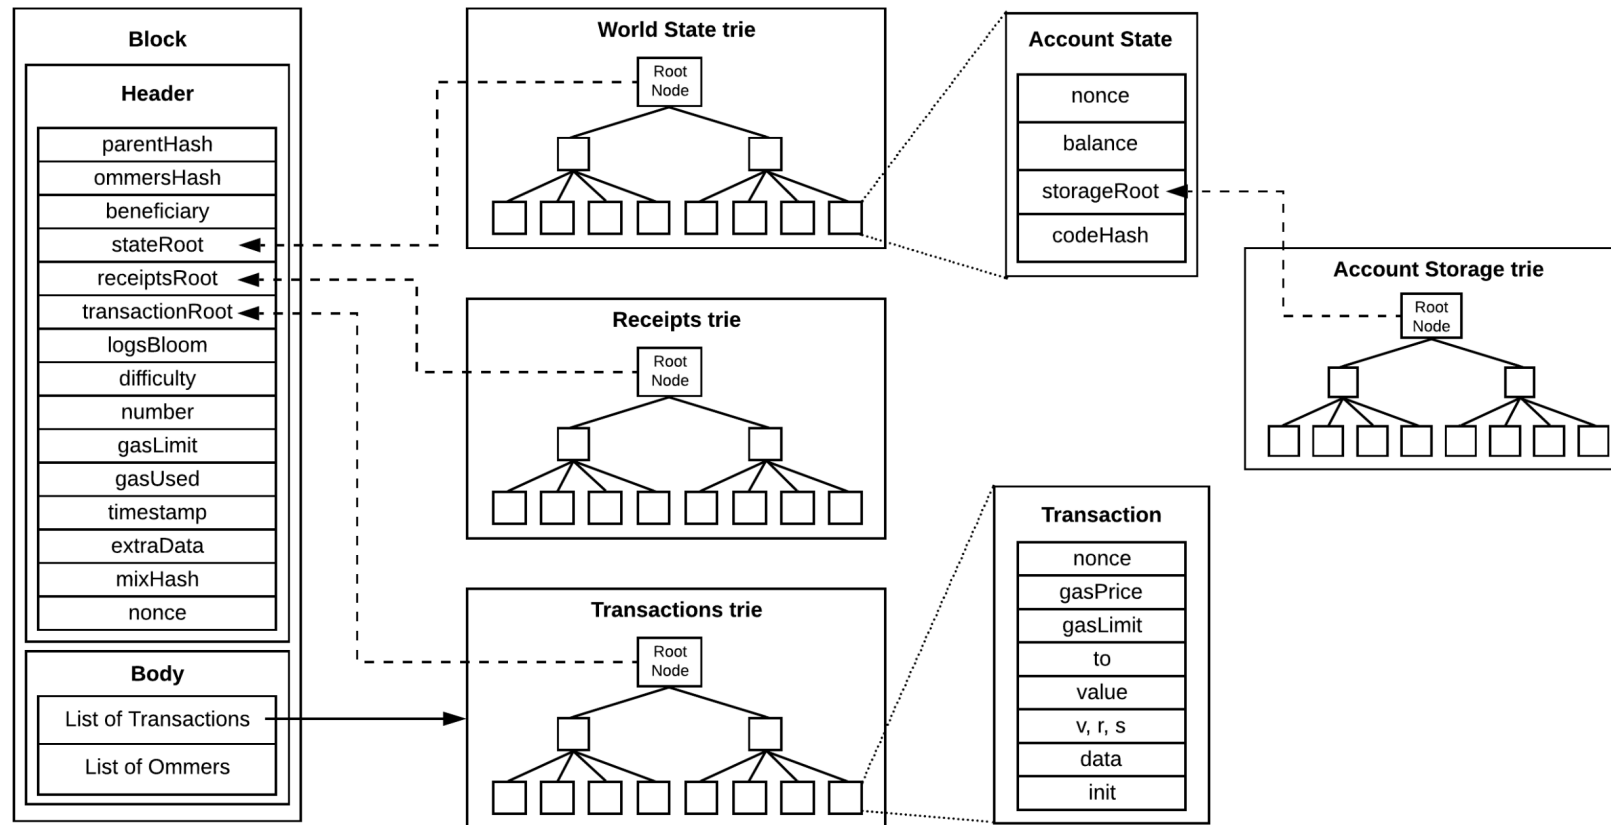 Block
Header
parentHash
ommersHash
beneficiary
stateRoot
receiptsRoot
transactionRoot
logsBloom
difficulty
number
gasLimit
gasUsed
timestamp
extraData
mixHash
nonce
Body
List of Transactions
List of Ommers
World State trie
Root
Node
Receipts trie
Root
Node
Transactions trie
Root
Node
Account State
nonce
balance
storageRoot
codeHash
Account Storage trie
Root
Node
Transaction
nonce
gasPrice
gasLimit
to
value
v, r, s
data
init